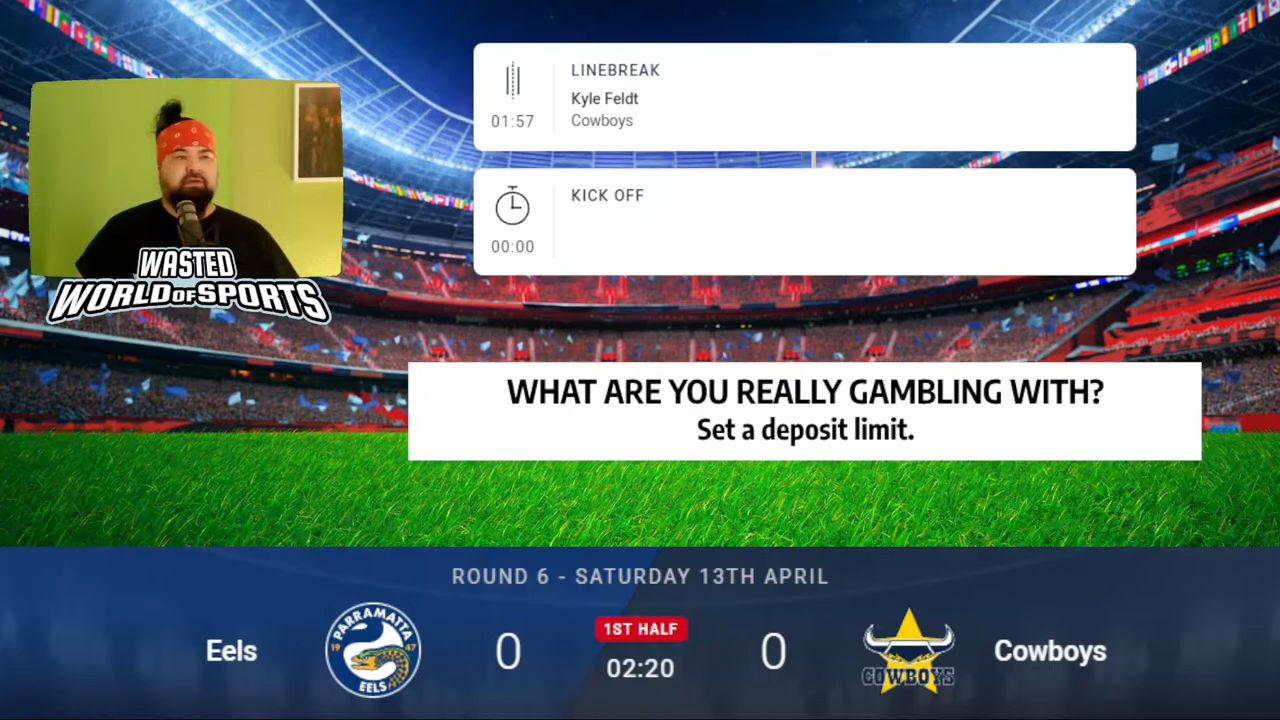 LINEBREAK
Kyle Feldt
01:57
Cowboys
KICK OFF
00:00
WASTED
WORLD OF SPORTS
WHAT ARE YOU REALLY GAMBLING WITH?
Set a deposit limit.
ROUND 6 - SATURDAY 13TH APRIL
Eels
PARRAMATTA
19 47
EELS
0
1ST HALF
02:20
0
COWBOYS
Cowboys